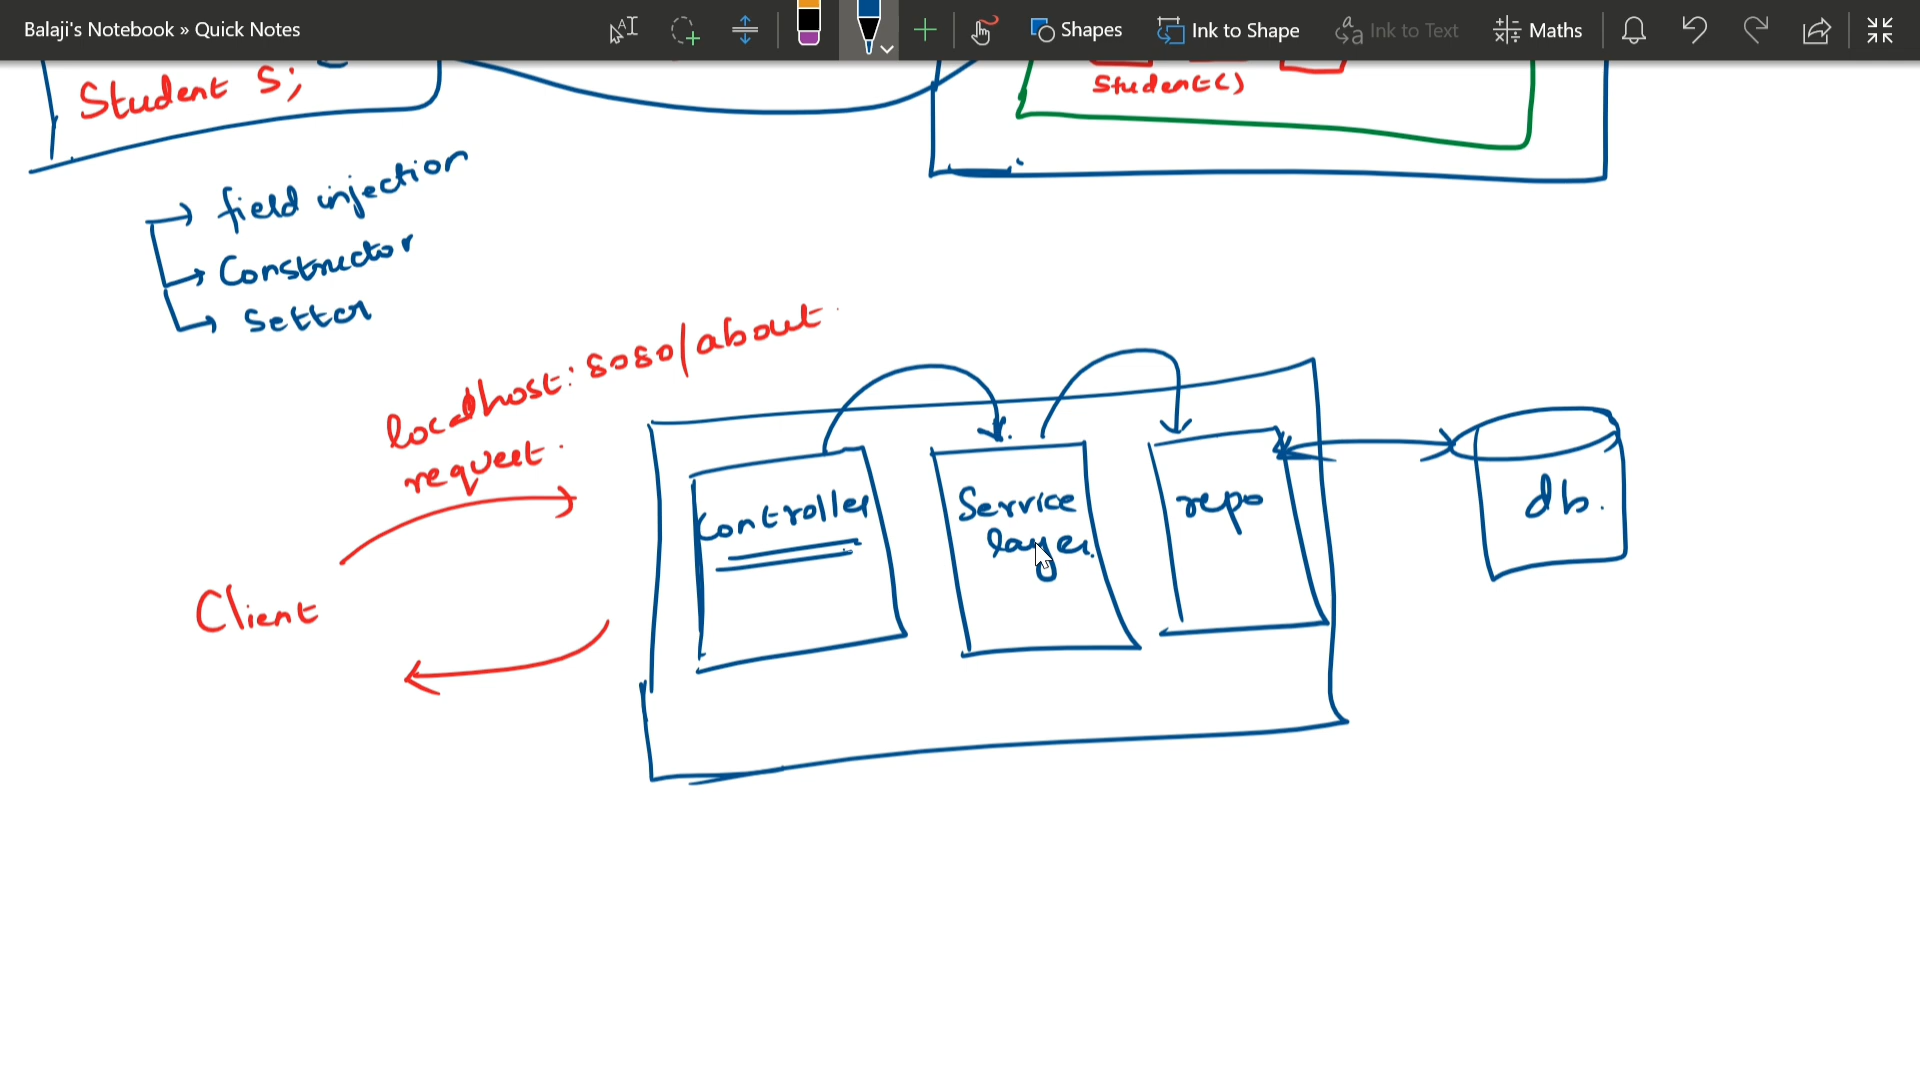 Balaji's Notebook » Quick Notes
Shapes
Ink to Shape
Ink to Text
Maths
Student S;
Student()
field injection
Constructor
Setter
localhost:8080/about
request.
Client
Controller
Service
layer.
repo
db.